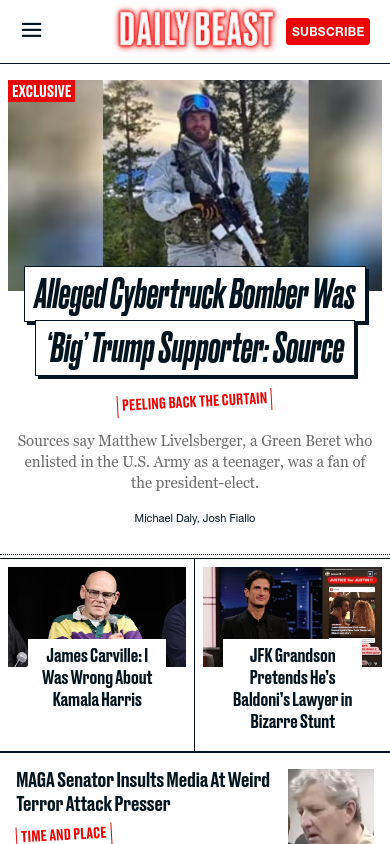 DAILY BEAST
SUBSCRIBE
EXCLUSIVE
Alleged Cybertruck Bomber Was
‘Big’ Trump Supporter: Source
PEELING BACK THE CURTAIN
Sources say Matthew Livelsberger, a Green Beret who
enlisted in the U.S. Army as a teenager, was a fan of
the president-elect.
Michael Daly, Josh Fiallo
James Carville: I
Was Wrong About
Kamala Harris
JUSTICE for JUSTIN!!
JFK Grandson
Pretends He’s
Baldoni’s Lawyer in
Bizarre Stunt
MAGA Senator Insults Media At Weird
Terror Attack Presser
TIME AND PLACE